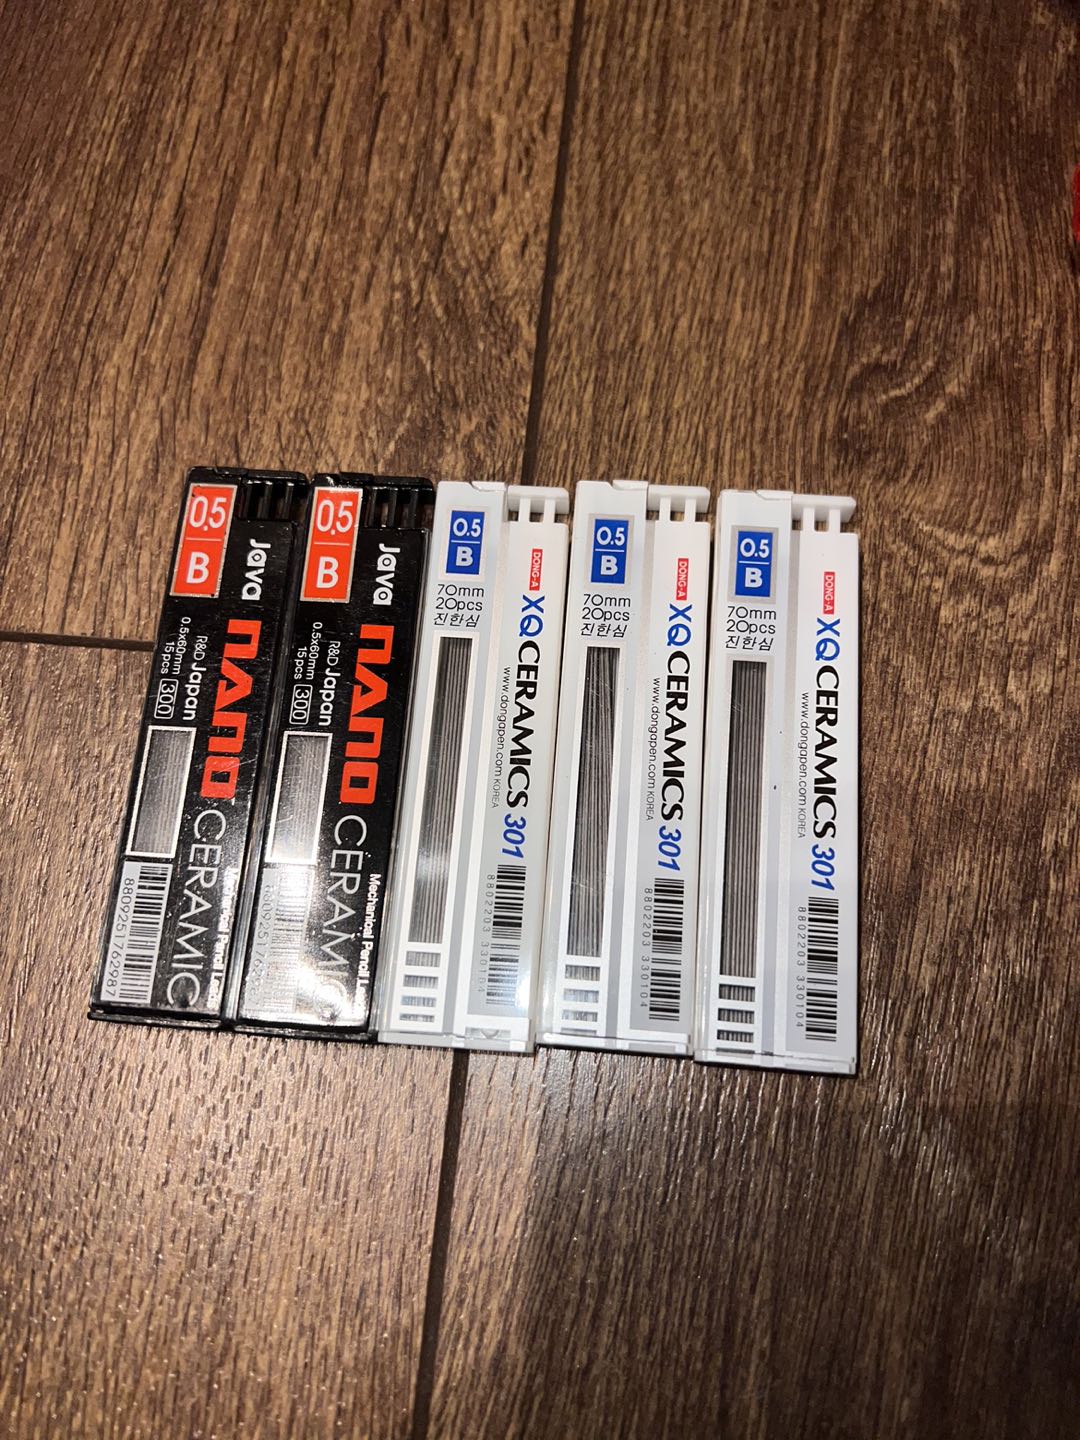 0.5
B
Java
NANO CERAMIC
R&D Japan
0.5x60mm
15pcs
300
8809251762987
0.5
B
Java
NANO CERAMIC
Mechanical Pencil
R&D Japan
0.5x60mm
15pcs
300
0.5
B
70mm
20pcs
진한심
DONG-A
XQ CERAMICS 301
www.dongapen.com KOREA
8802203 330104
0.5
B
70mm
20pcs
진한심
DONG-A
XQ CERAMICS 301
www.dongapen.com KOREA
8802203 330104
0.5
B
70mm
20pcs
진한심
DONG-A
XQ CERAMICS 301
www.dongapen.com KOREA
8802203 330104